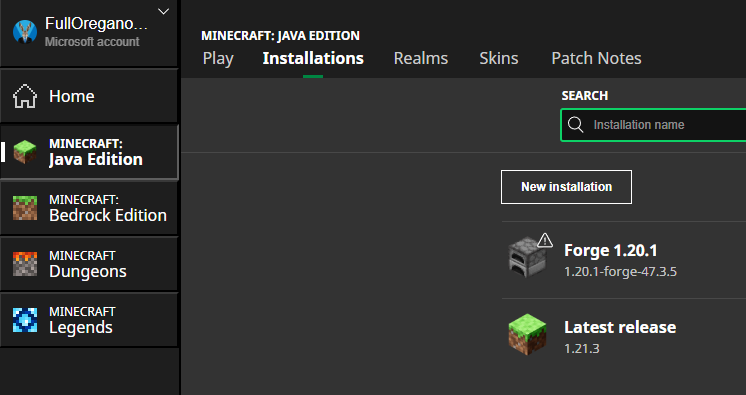 FullOregano...
Microsoft account
Home
MINECRAFT:
Java Edition
MINECRAFT:
Bedrock Edition
MINECRAFT
Dungeons
MINECRAFT
Legends
MINECRAFT: JAVA EDITION
Play Installations Realms Skins Patch Notes
SEARCH
Installation name
New installation
Forge 1.20.1
1.20.1-forge-47.3.5
Latest release
1.21.3